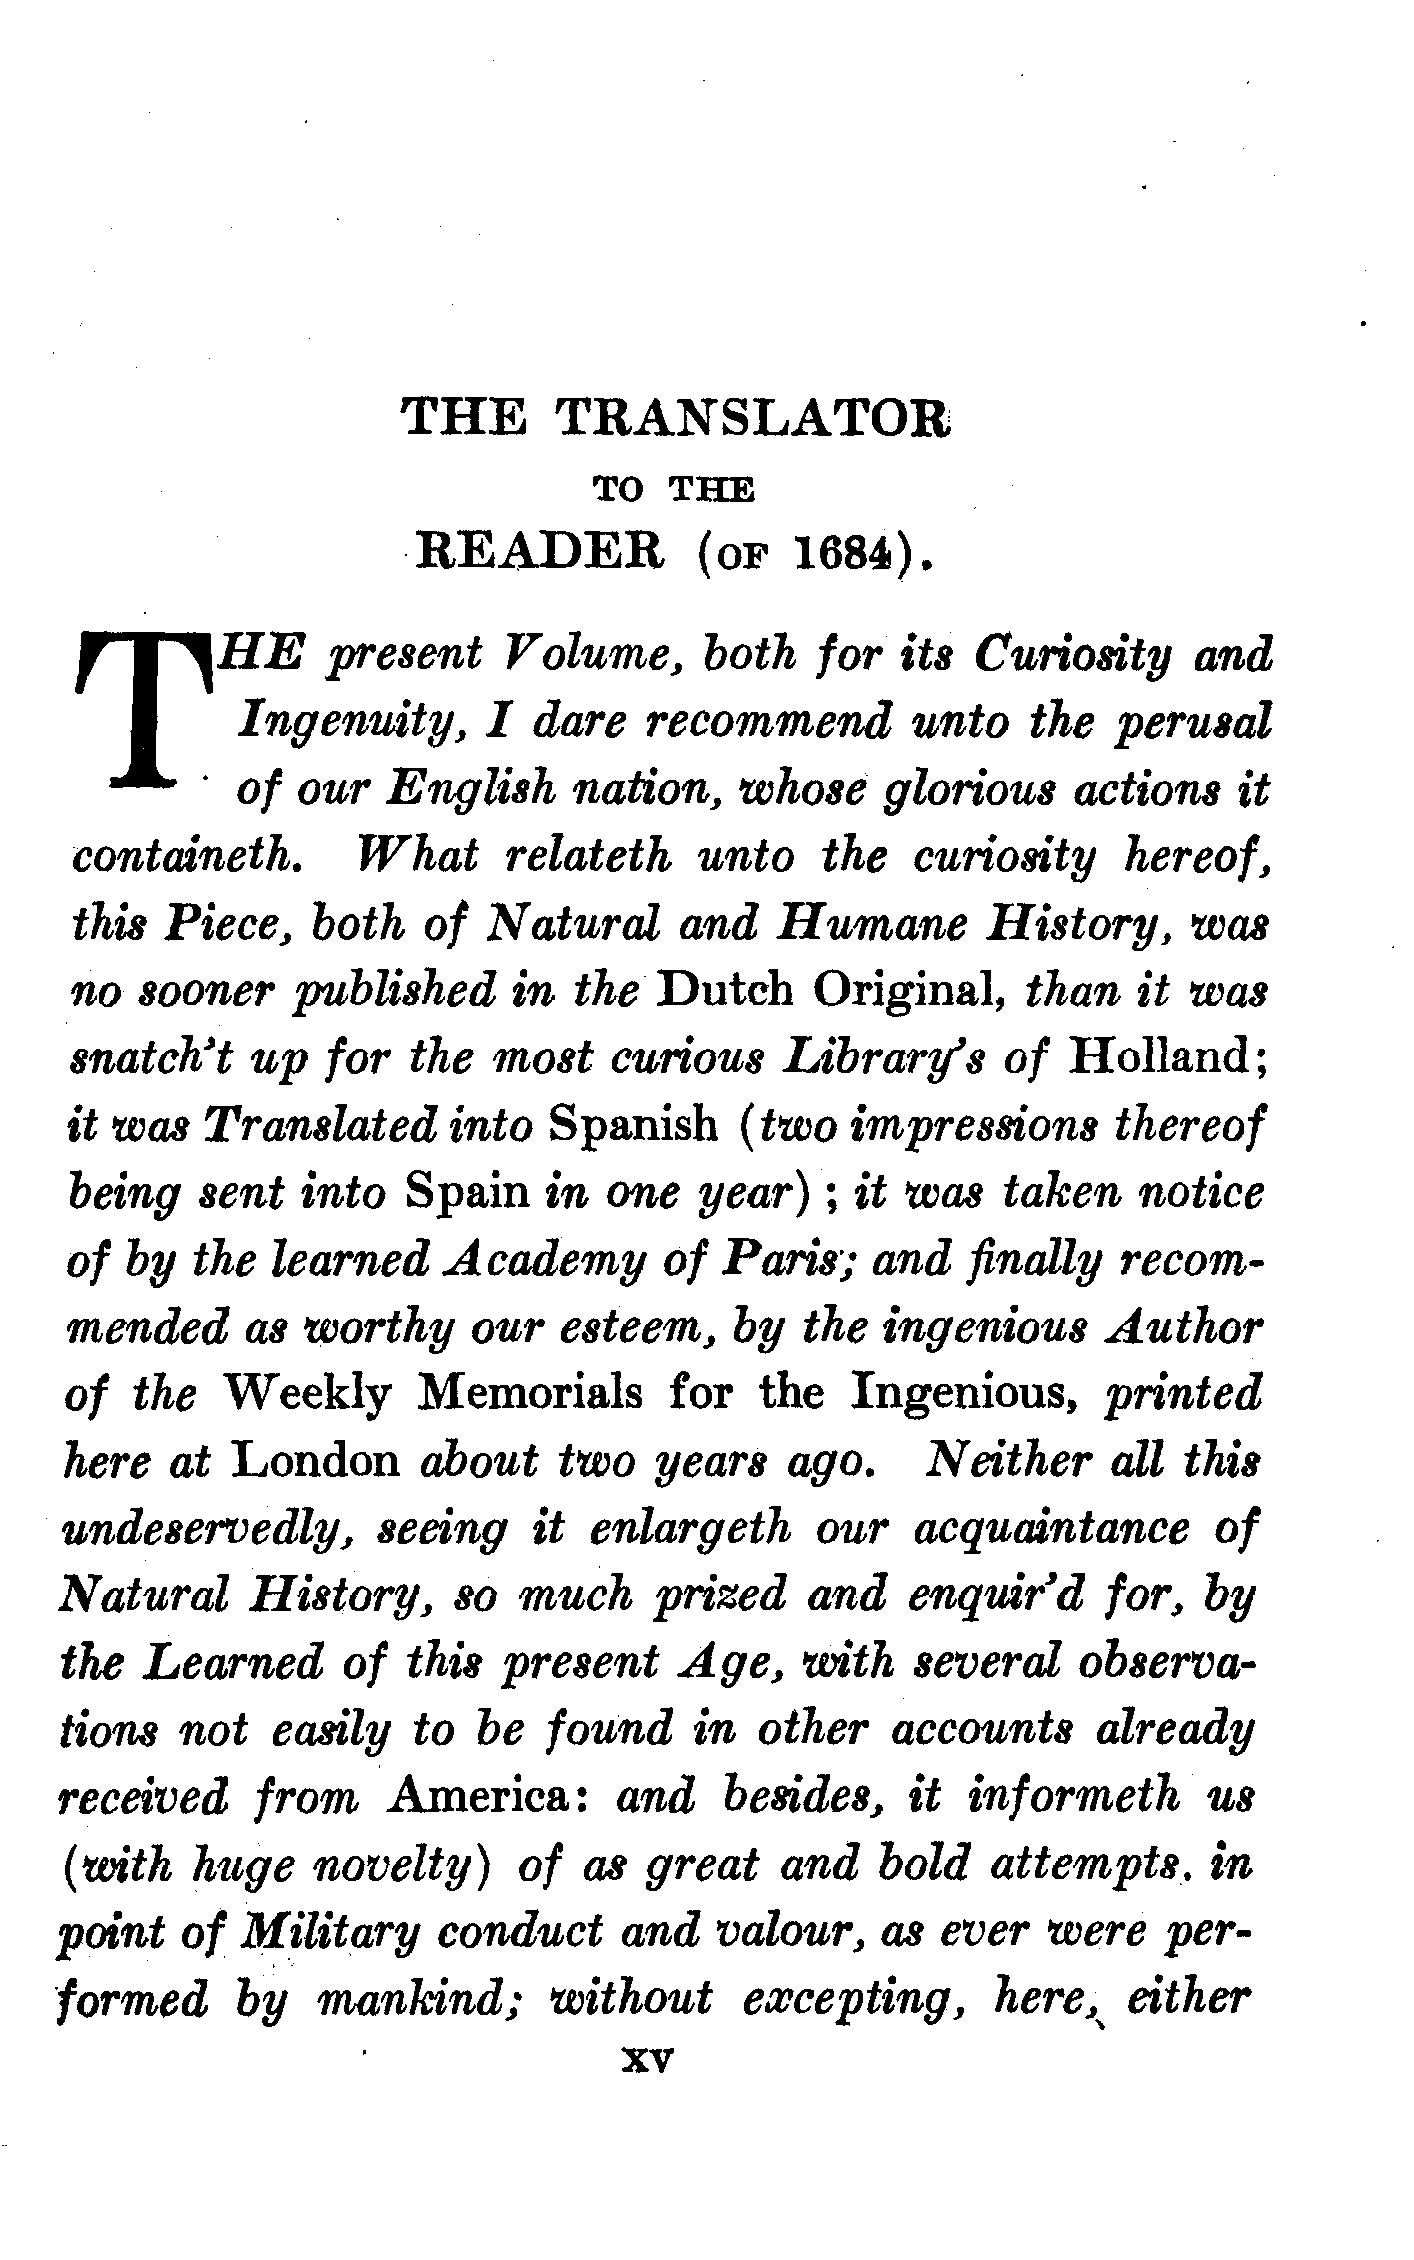 THE TRANSLATOR
TO THE
READER (OF 1684).
THE present Volume, both for its Curiosity and
Ingenuity, I dare recommend unto the perusal
of our English nation, whose glorious actions it
containeth. What relateth unto the curiosity hereof,
this Piece, both of Natural and Humane History, was
no sooner published in the Dutch Original, than it was
snatch't up for the most curious Library's of Holland;
it was Translated into Spanish (two impressions thereof
being sent into Spain in one year) ; it was taken notice
of by the learned Academy of Paris; and finally recom-
mended as worthy our esteem, by the ingenious Author
of the Weekly Memorials for the Ingenious, printed
here at London about two years ago. Neither all this
undeservedly, seeing it enlargeth our acquaintance of
Natural History, so much prized and enquir'd for, by
the Learned of this present Age, with several observa-
tions not easily to be found in other accounts already
received from America: and besides, it informeth us
(with huge novelty) of as great and bold attempts. in
point of Military conduct and valour, as ever were per-
formed by mankind; without excepting, here, either
xv